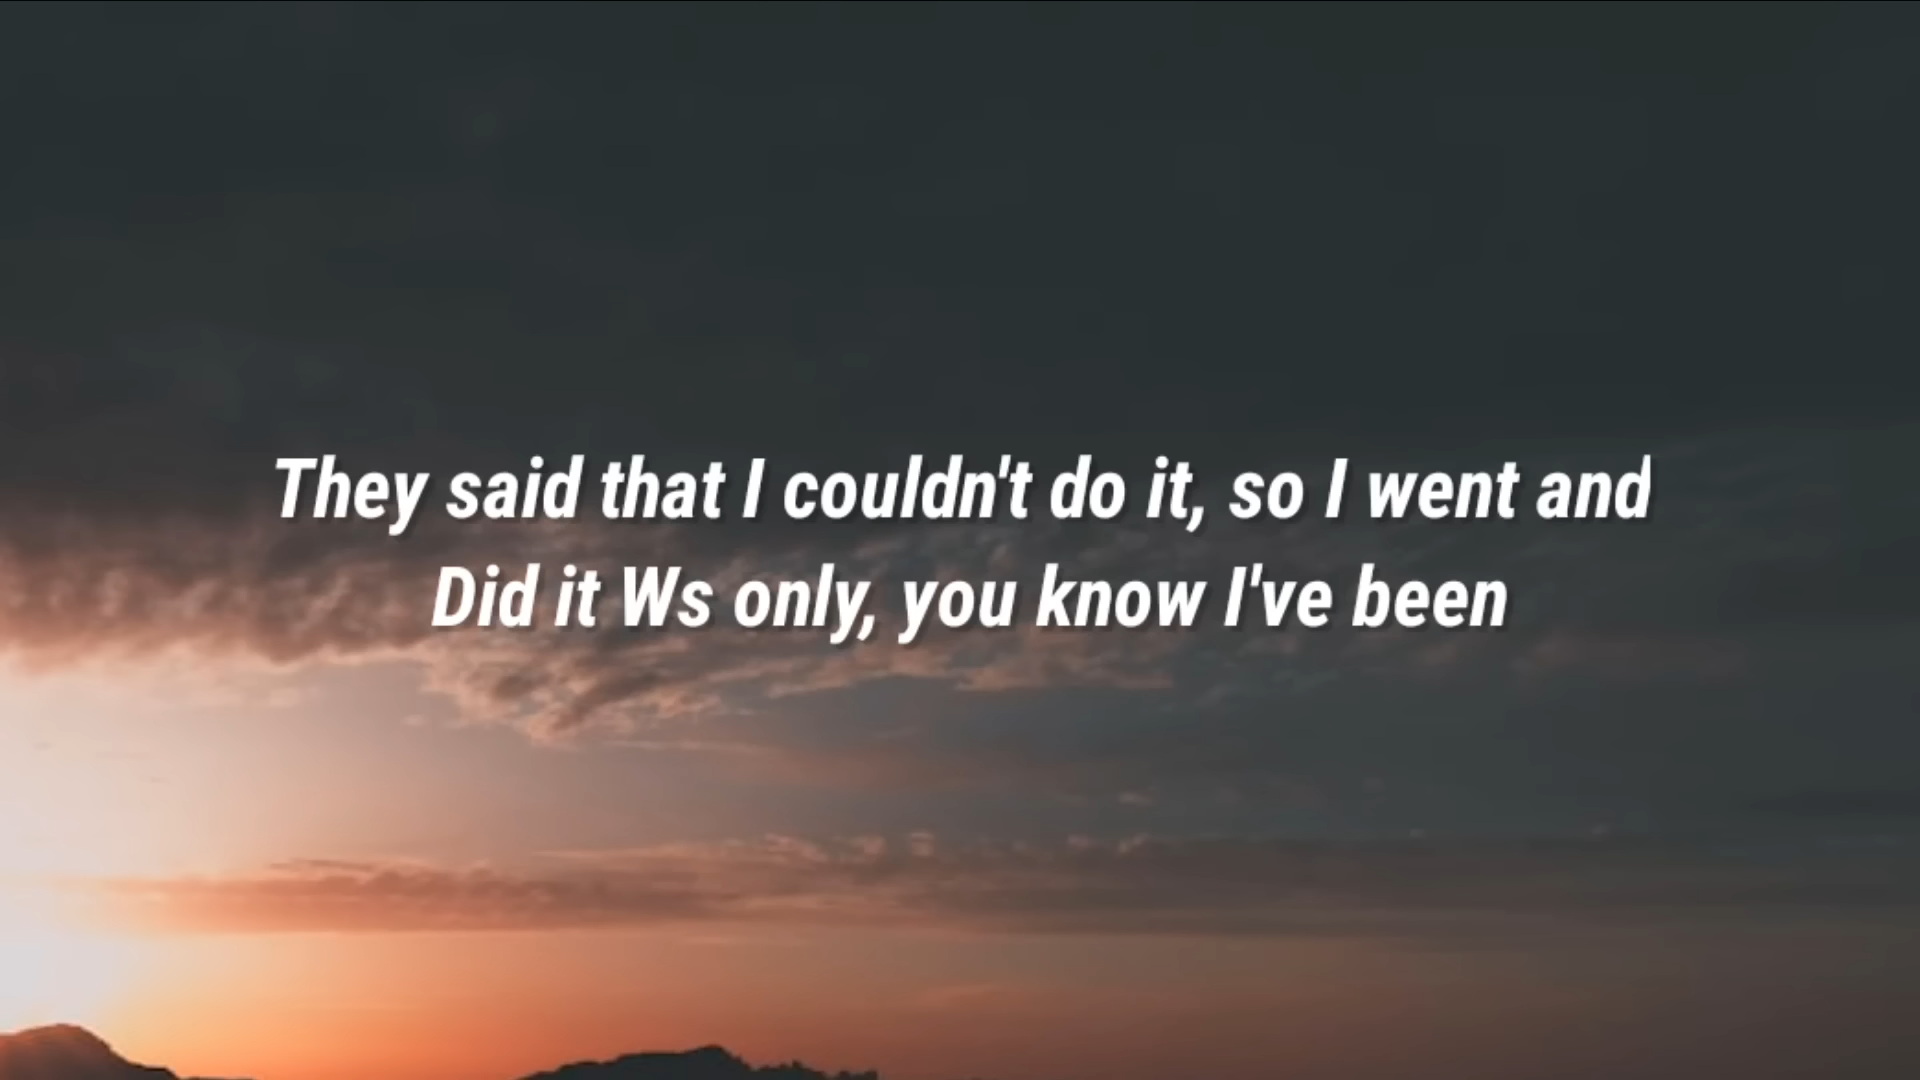 They said that I couldn't do it, so I went and
Did it Ws only, you know I've been